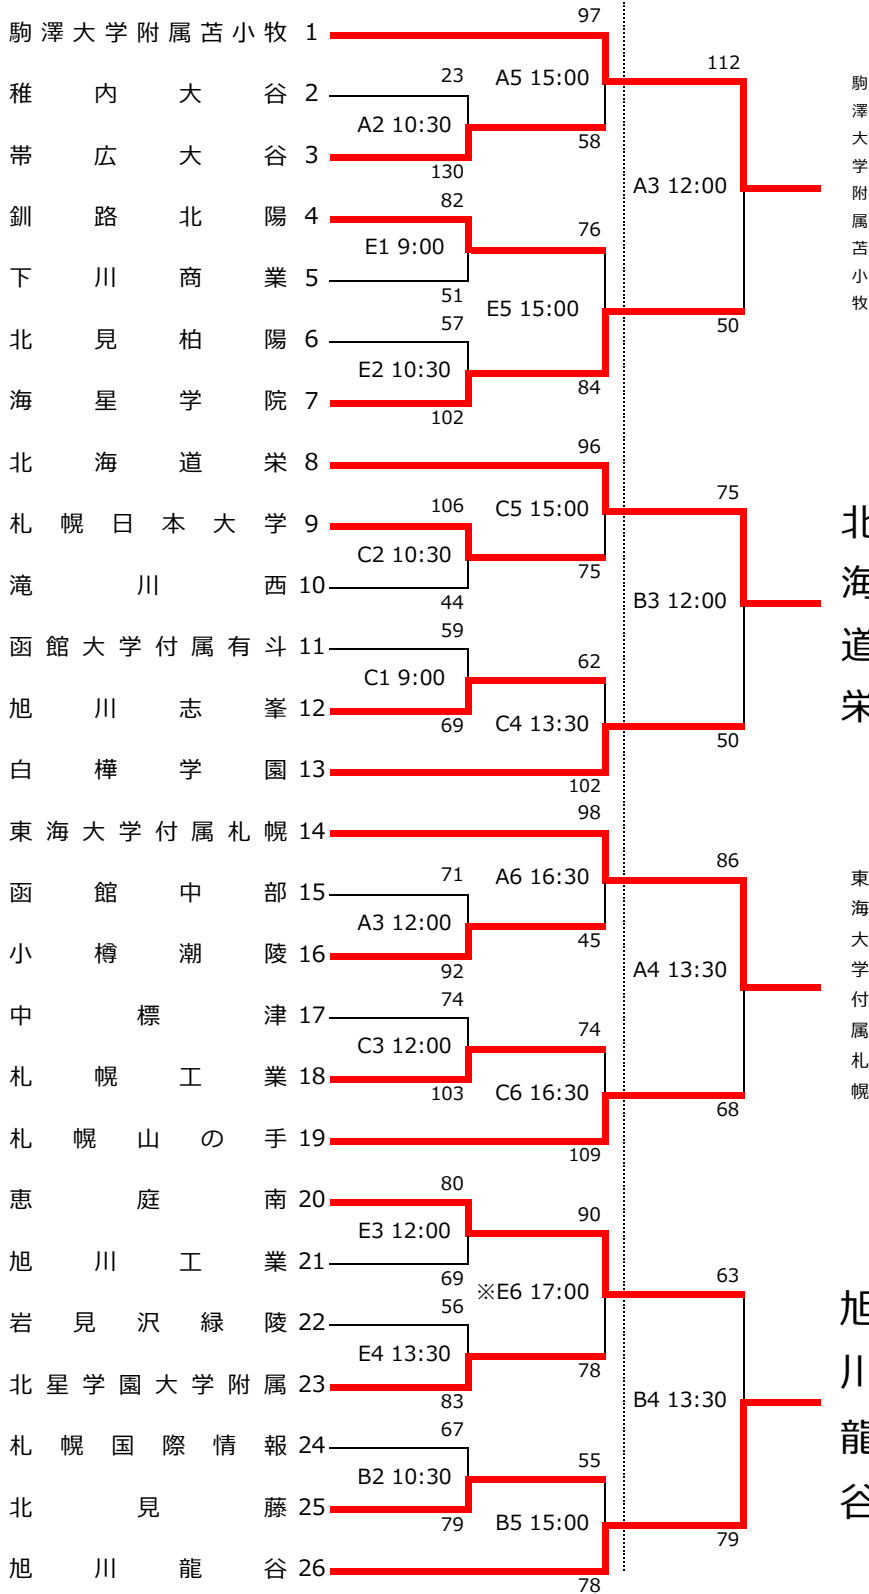 97
駒澤大学附属苫小牧 1
112
23
A5 15:00
稚内大谷 2
A2 10:30
58
帯広大谷 3
130
A3 12:00
駒澤大学附属苫小牧
82
釧路北陽 4
76
E1 9:00
下川商業 5
51
E5 15:00
57
北見柏陽 6
50
E2 10:30
84
海星学院 7
102
96
北海道栄 8
75
106
C5 15:00
札幌日本大学 9
C2 10:30
75
滝川西 10
44
B3 12:00
北海道栄
59
函館大学付属有斗 11
62
C1 9:00
旭川志峯 12
69
C4 13:30
50
白樺学園 13
102
98
東海大学付属札幌 14
86
71
A6 16:30
函館中部 15
A3 12:00
45
小樽潮陵 16
92
A4 13:30
東海大学付属札幌
74
中標津 17
74
C3 12:00
札幌工業 18
103
C6 16:30
68
札幌山の手 19
109
80
恵庭南 20
90
E3 12:00
旭川工業 21
69
※E6 17:00
63
56
岩見沢緑陵 22
E4 13:30
78
北星学園大学附属 23
83
B4 13:30
旭川龍谷
67
札幌国際情報 24
55
B2 10:30
北見藤 25
79
B5 15:00
79
旭川龍谷 26
78